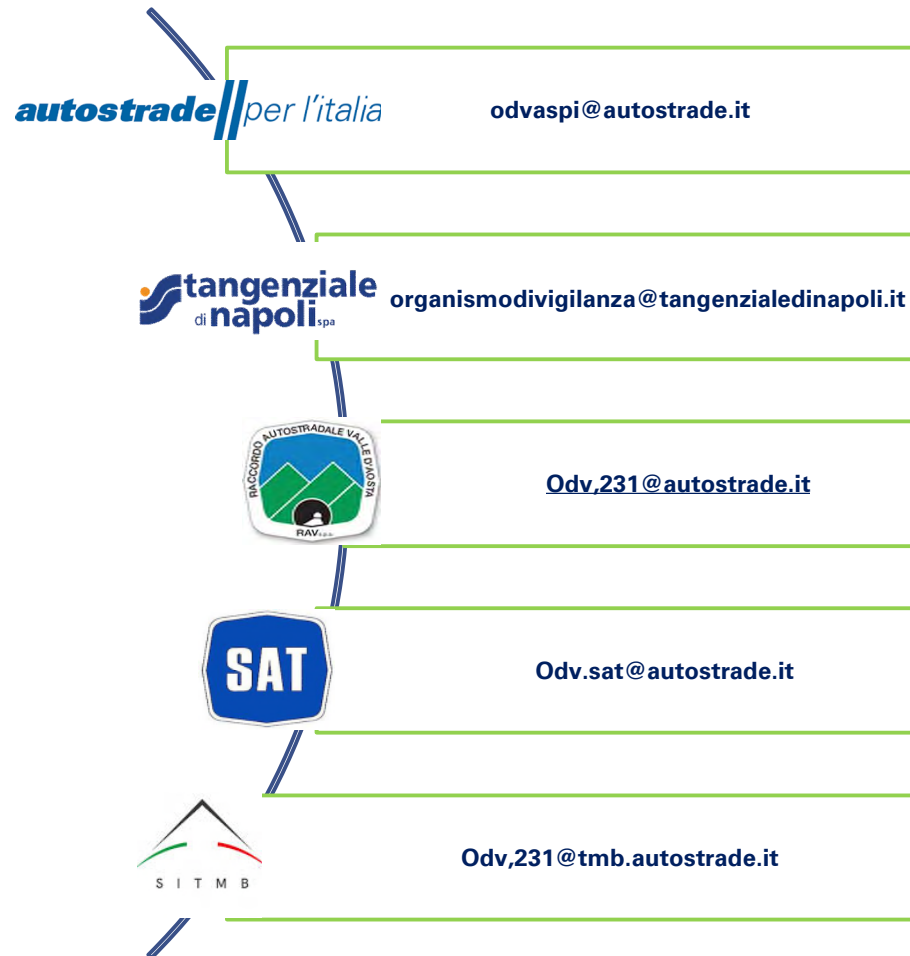 autostrade per l'italia
odvaspi@autostrade.it
tangenziale
di napoli spa
organismodivigilanza@tangenzialedinapoli.it
RACCORDO AUTOSTRADALE VALLE D'AOSTA
RAV s.p.a.
Odv,231@autostrade.it
SAT
Odv.sat@autostrade.it
SITMB
Odv,231@tmb.autostrade.it